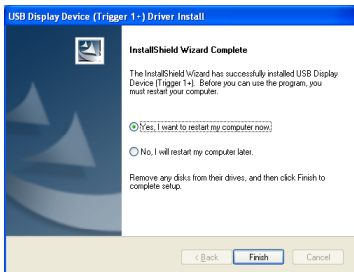 USB Display Device (Trigger 1+) Driver Install
InstallShield Wizard Complete
The InstallShield Wizard has successfully installed USB Display
Device (Trigger 1+). Before you can use the program, you
must restart your computer.
Yes, I want to restart my computer now.
No, I will restart my computer later.
Remove any disks from their drives, and then click Finish to
complete setup.
< Back Finish Cancel